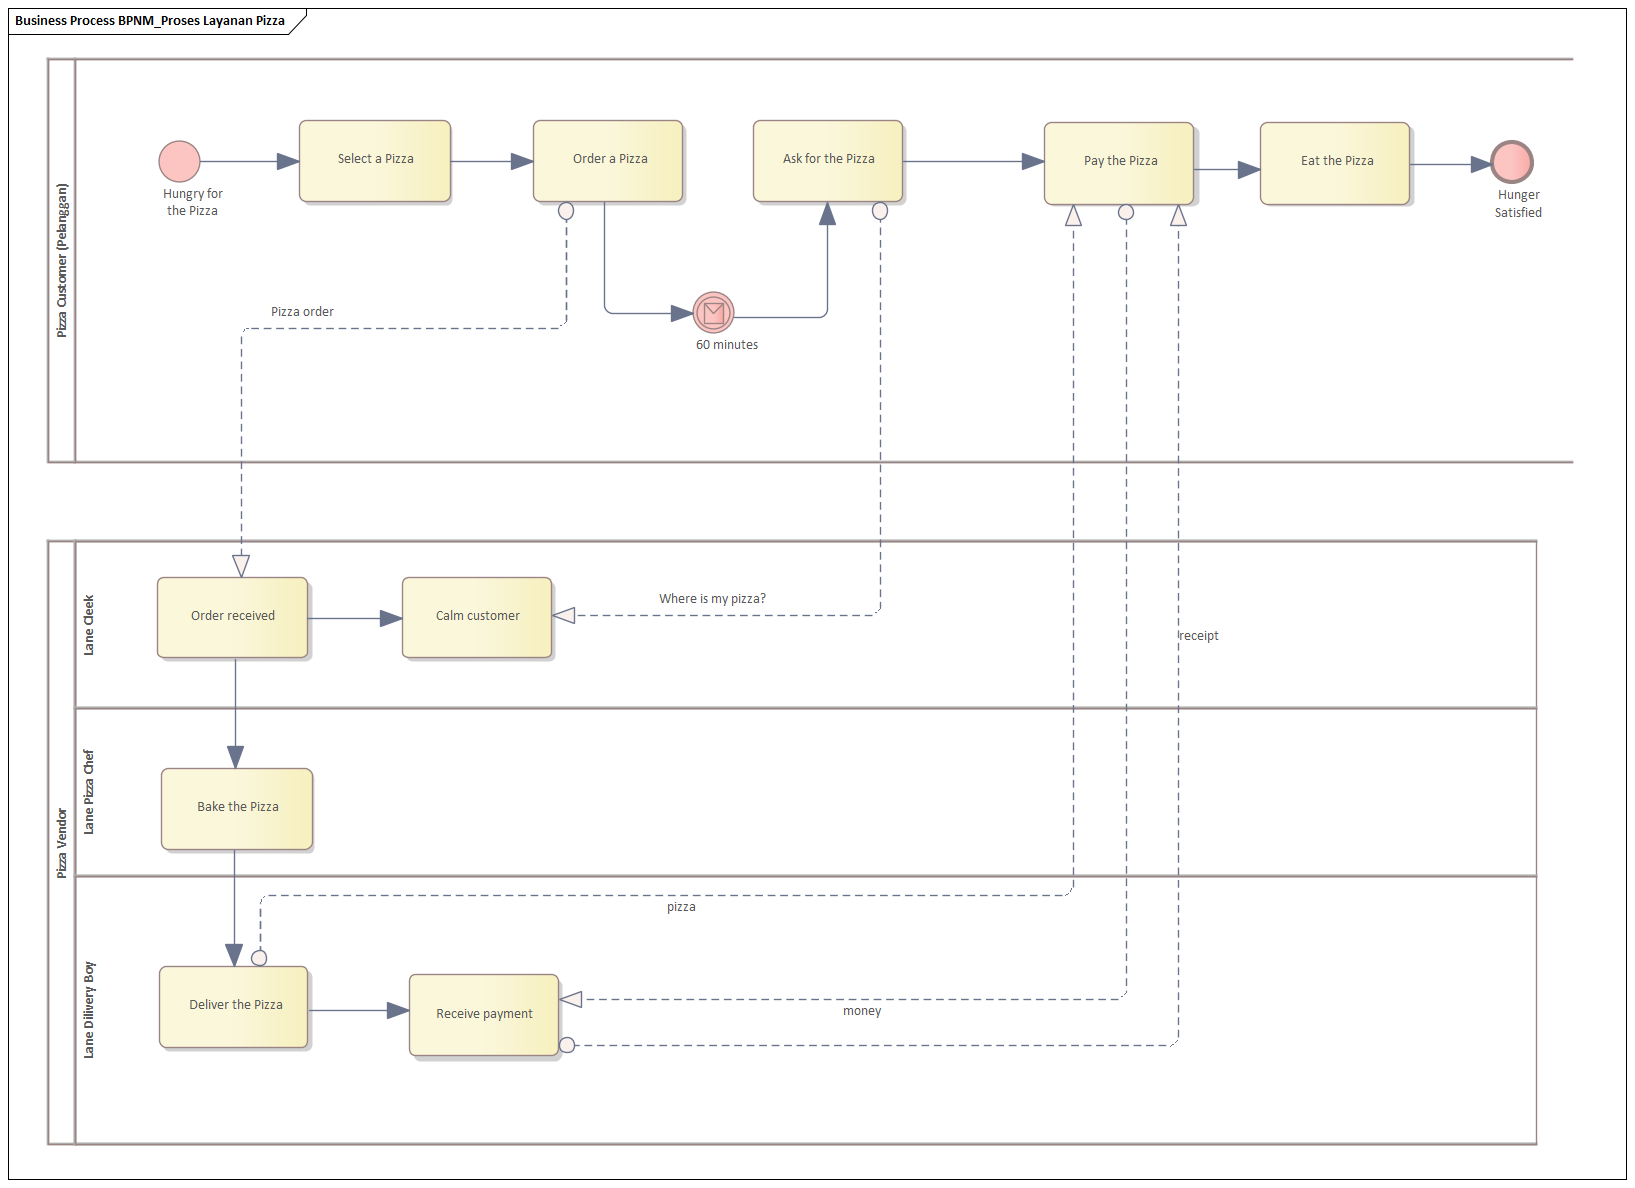 Business Process BPNM_Proses Layanan Pizza
Pizza Customer (Pelanggan)
Hungry for
the Pizza
Select a Pizza
Order a Pizza
Ask for the Pizza
Pay the Pizza
Eat the Pizza
Hunger
Satisfied
Pizza order
60 minutes
Pizza Vendor
Lane Cleek
Order received
Calm customer
Where is my pizza?
receipt
Lane Pizza Chef
Bake the Pizza
Lane Dilivery Boy
pizza
Deliver the Pizza
Receive payment
money